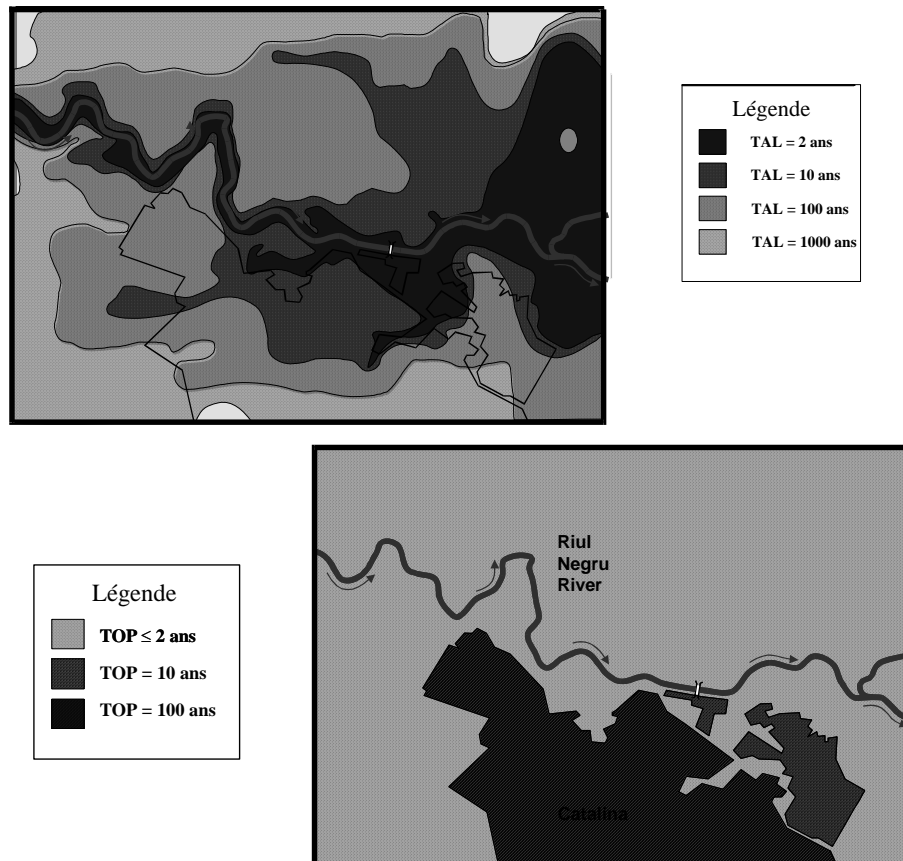 Légende
TAL = 2 ans
TAL = 10 ans
TAL = 100 ans
TAL = 1000 ans
Riul
Negru
River
Légende
TOP ≤ 2 ans
TOP = 10 ans
TOP = 100 ans
Catalina